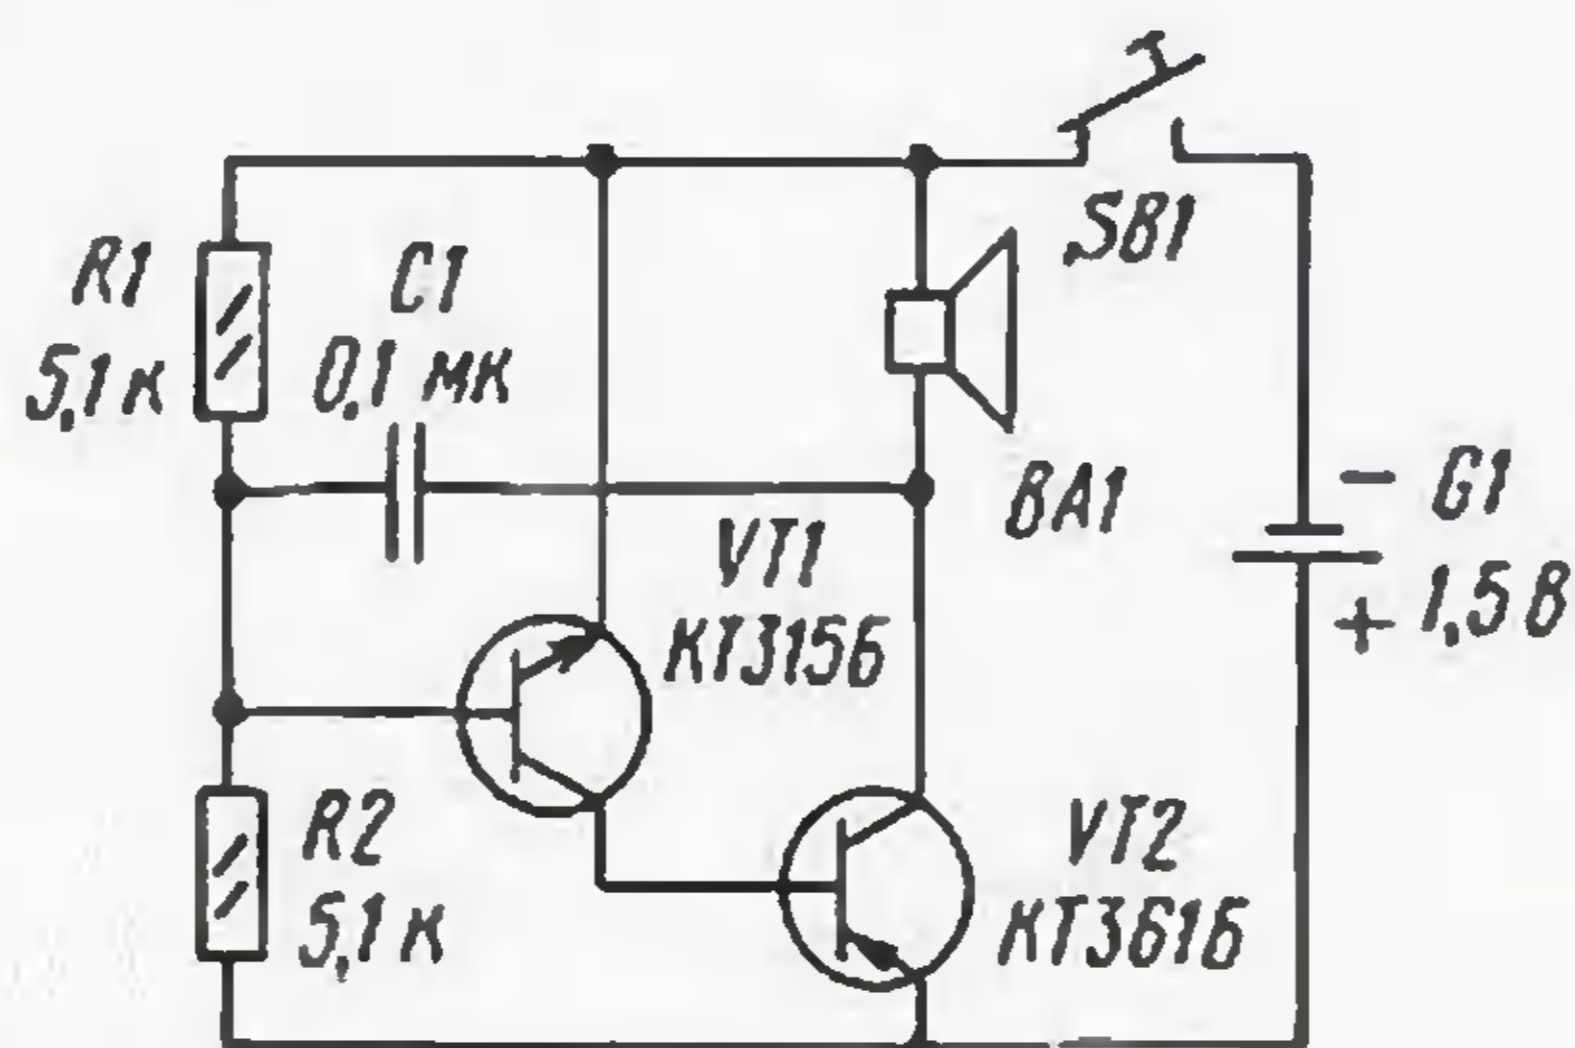 SB1
R1
5,1 к
C1
0,1 мк
BA1
– G1
+ 1,5 В
VT1
КТ315Б
R2
5,1 к
VT2
КТ361Б